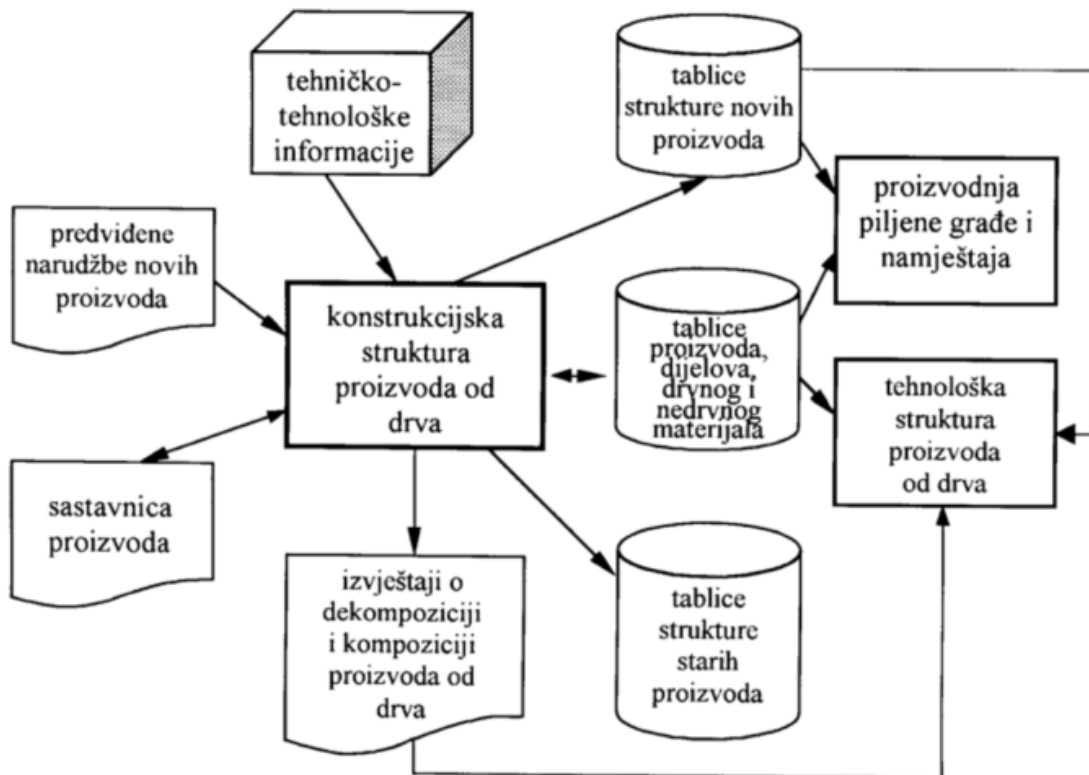 tehničko-
tehnološke
informacije
tablice
strukture novih
proizvoda
proizvodnja
piljene građe i
namještaja
predviđene
narudžbe novih
proizvoda
konstrukcijska
struktura
proizvoda od
drva
tablice
proizvoda,
dijelova,
drvnog i
nedrvnog
materijala
tehnološka
struktura
proizvoda
od drva
sastavnica
proizvoda
izvještaji o
dekompoziciji
i kompoziciji
proizvoda od
drva
tablice
strukture
starih
proizvoda